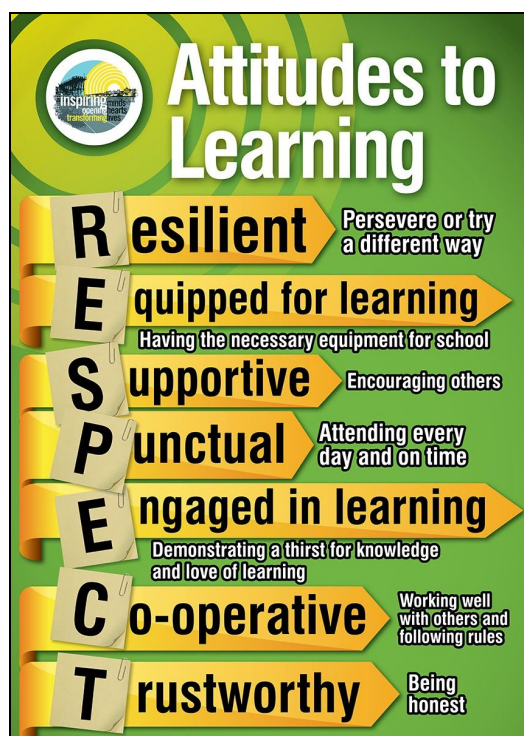 inspiring minds
opening hearts
transforming lives
Attitudes to
Learning
Resilient
Persevere or try
a different way
Equipped for learning
Having the necessary equipment for school
Supportive
Encouraging others
Punctual
Attending every
day and on time
Engaged in learning
Demonstrating a thirst for knowledge
and love of learning
Co-operative
Working well
with others and
following rules
Trustworthy
Being
honest